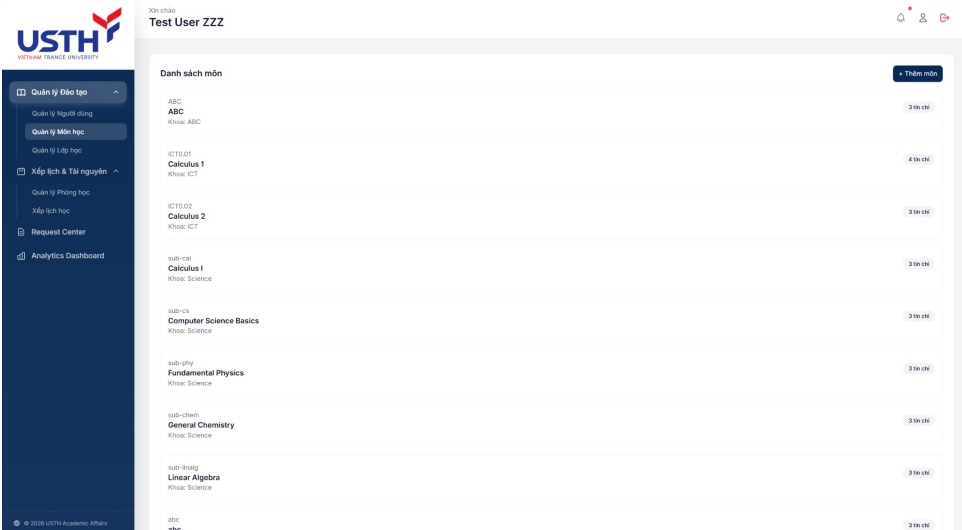 USTH
VIETNAM FRANCE UNIVERSITY
Xin chào
Test User ZZZ
Quản lý Đào tạo
Quản lý Người dùng
Quản lý Môn học
Quản lý Lớp học
Xếp lịch & Tài nguyên
Quản lý Phòng học
Xếp lịch học
Request Center
Analytics Dashboard
© 2026 USTH Academic Affairs
Danh sách môn
+ Thêm môn
ABC
ABC
Khoa: ABC
3 tín chỉ
ICT0.01
Calculus 1
Khoa: ICT
4 tín chỉ
ICT0.02
Calculus 2
Khoa: ICT
3 tín chỉ
sub-cal
Calculus I
Khoa: Science
3 tín chỉ
sub-cs
Computer Science Basics
Khoa: Science
3 tín chỉ
sub-phy
Fundamental Physics
Khoa: Science
3 tín chỉ
sub-chem
General Chemistry
Khoa: Science
3 tín chỉ
sub-linalg
Linear Algebra
Khoa: Science
3 tín chỉ
abc
abc
3 tín chỉ